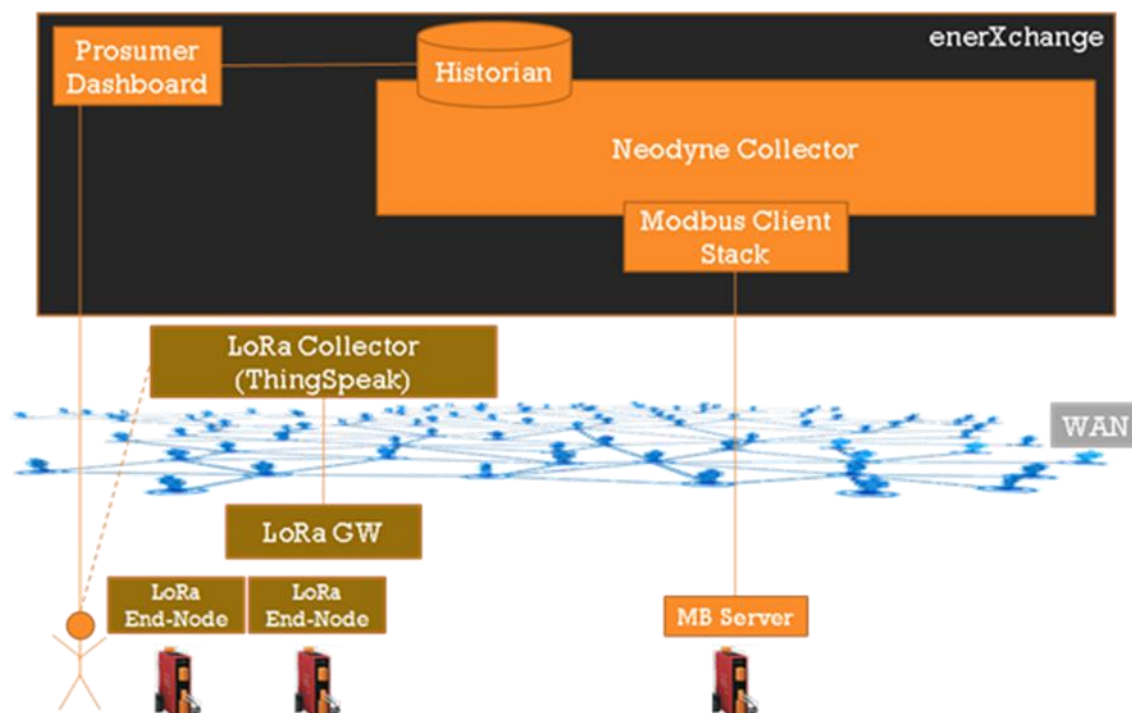 enerXchange
Prosumer
Dashboard
Historian
Neodyne Collector
Modbus Client
Stack
LoRa Collector
(ThingSpeak)
WAN
LoRa GW
LoRa
End-Node
LoRa
End-Node
MB Server